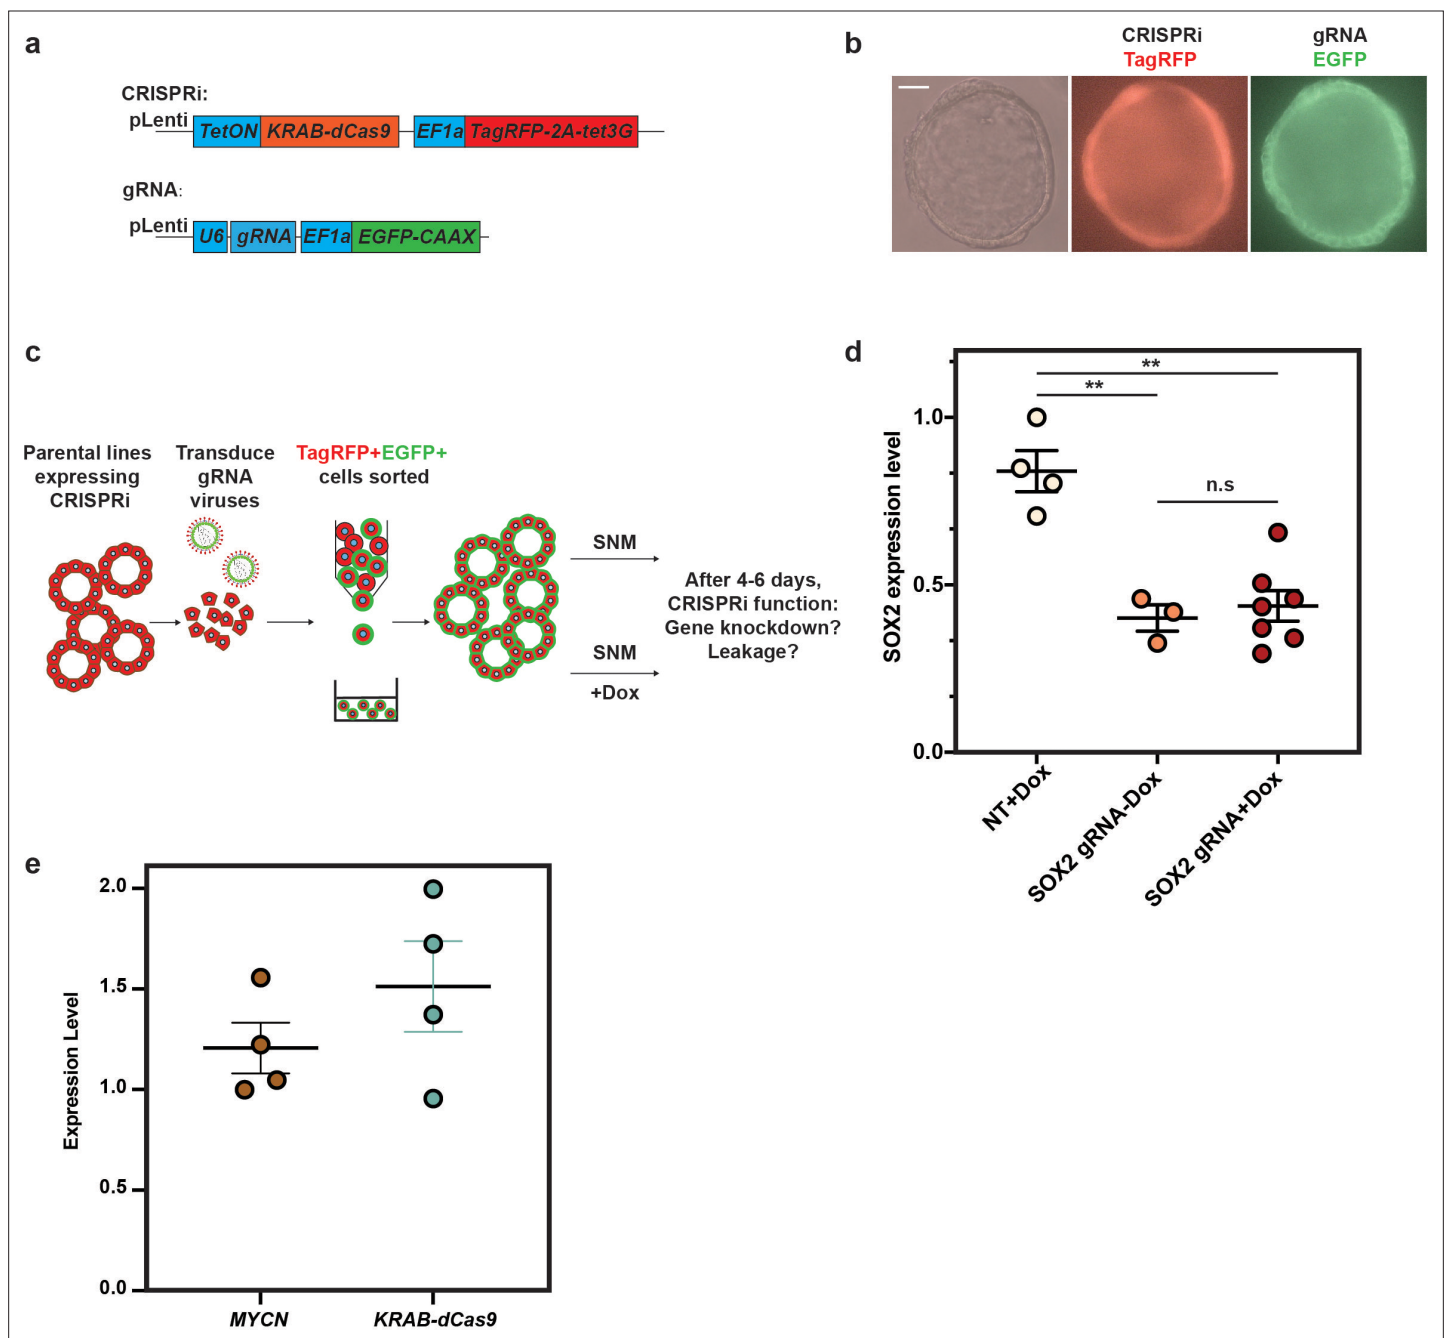 a
CRISPRi:
pLenti TetON KRAB-dCas9 EF1a TagRFP-2A-tet3G
gRNA:
pLenti U6 gRNA EF1a EGFP-CAAX
b
CRISPRi gRNA
TagRFP EGFP
c
Parental lines
expressing
CRISPRi
Transduce
gRNA
viruses
TagRFP+EGFP+
cells sorted
SNM
SNM
+Dox
After 4-6 days,
CRISPRi function:
Gene knockdown?
Leakage?
d
SOX2 expression level
1.0
0.5
0.0
**
**
n.s
NT+Dox
SOX2 gRNA-Dox
SOX2 gRNA+Dox
e
Expression Level
2.0
1.5
1.0
0.5
0.0
MYCN
KRAB-dCas9